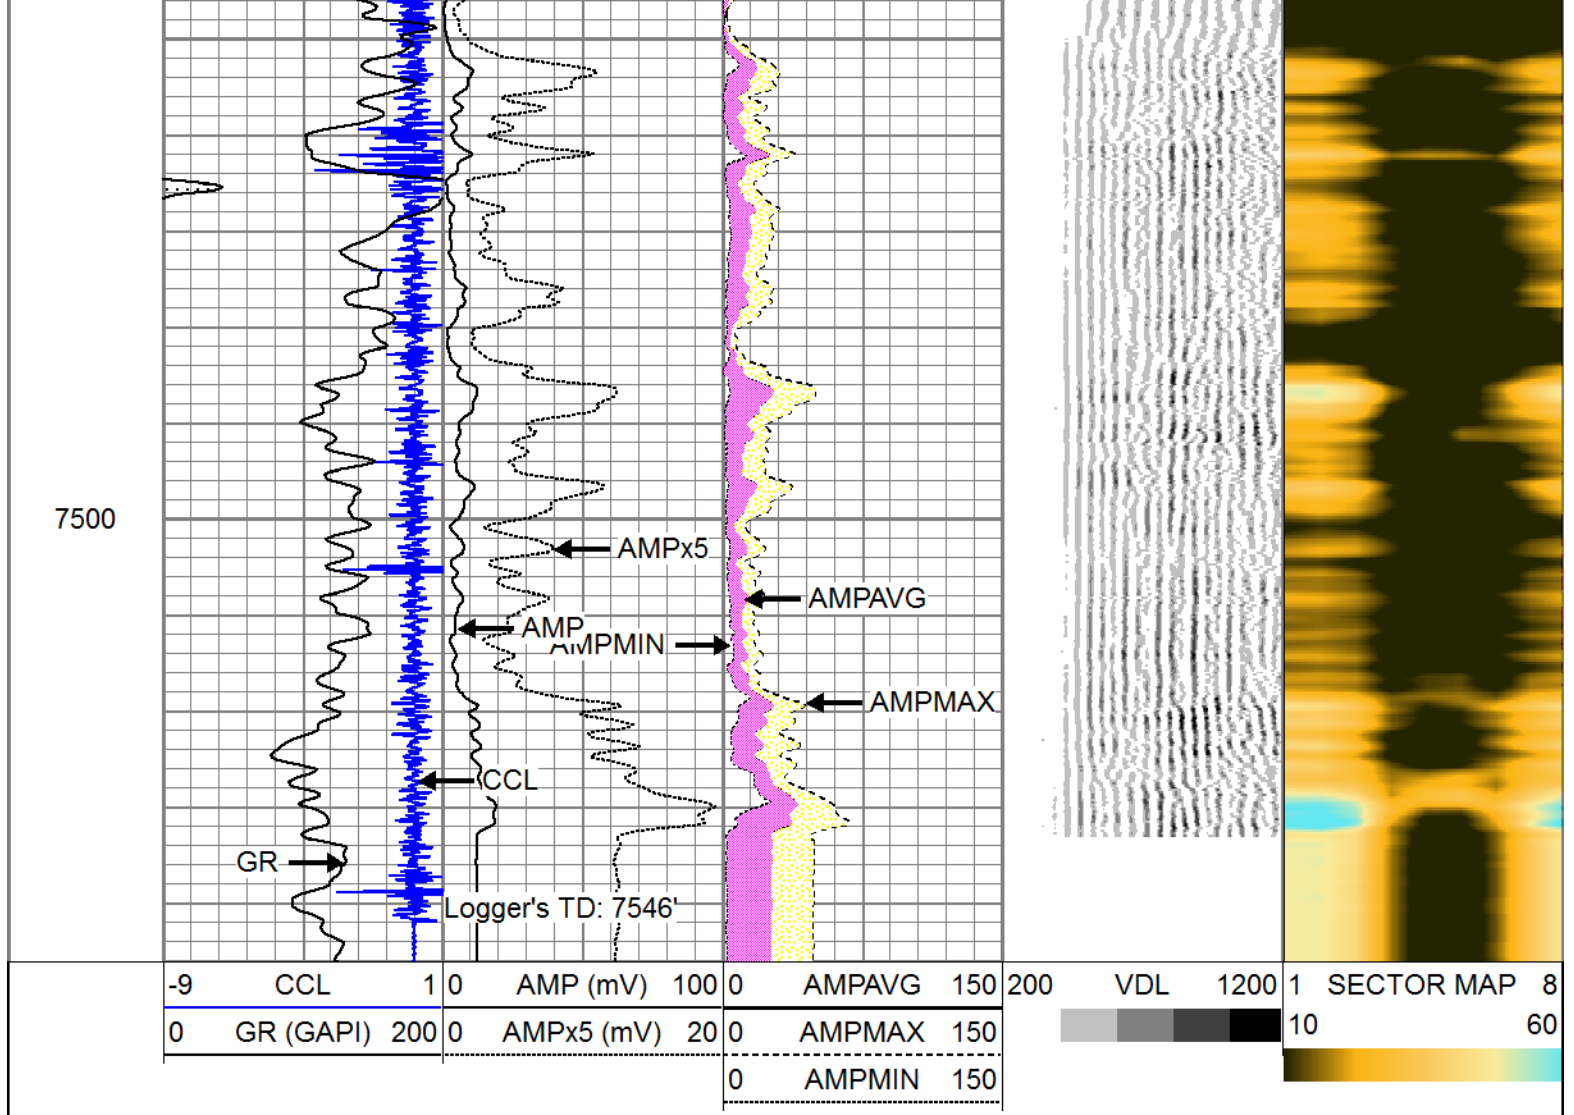 7500
AMPx5
AMPAVG
AMP
AMPMIN
AMPMAX
CCL
GR
Logger's TD: 7546'
-9 CCL 1
0 AMP (mV) 100
0 AMPAVG 150
200 VDL 1200
1 SECTOR MAP 8
0 GR (GAPI) 200
0 AMPx5 (mV) 20
0 AMPMAX 150
10 60
0 AMPMIN 150